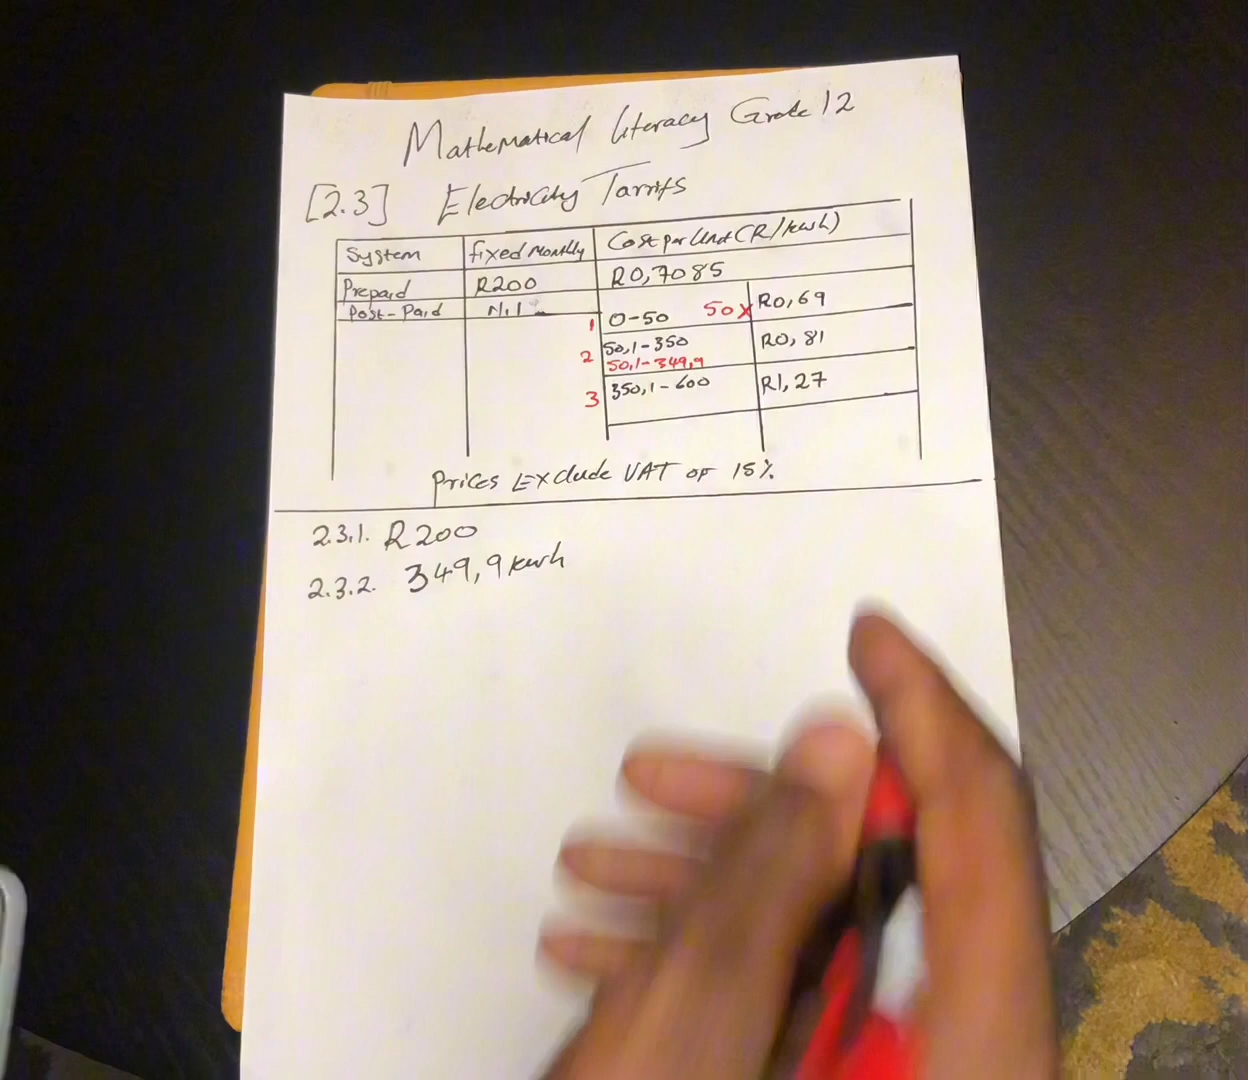 Mathematical literacy Grade 12
[2.3] Electricity Tarrifs
System fixed Monthly Cost per Unit (R/kwh)
Prepaid R200 R0,7085
Post-Paid Nil
1 0-50 50x R0,69
2 50,1-350 R0,81
50,1-349,9
3 350,1-600 R1,27
Prices Exclude VAT OF 15%
2.3.1. R200
2.3.2. 349,9 kwh